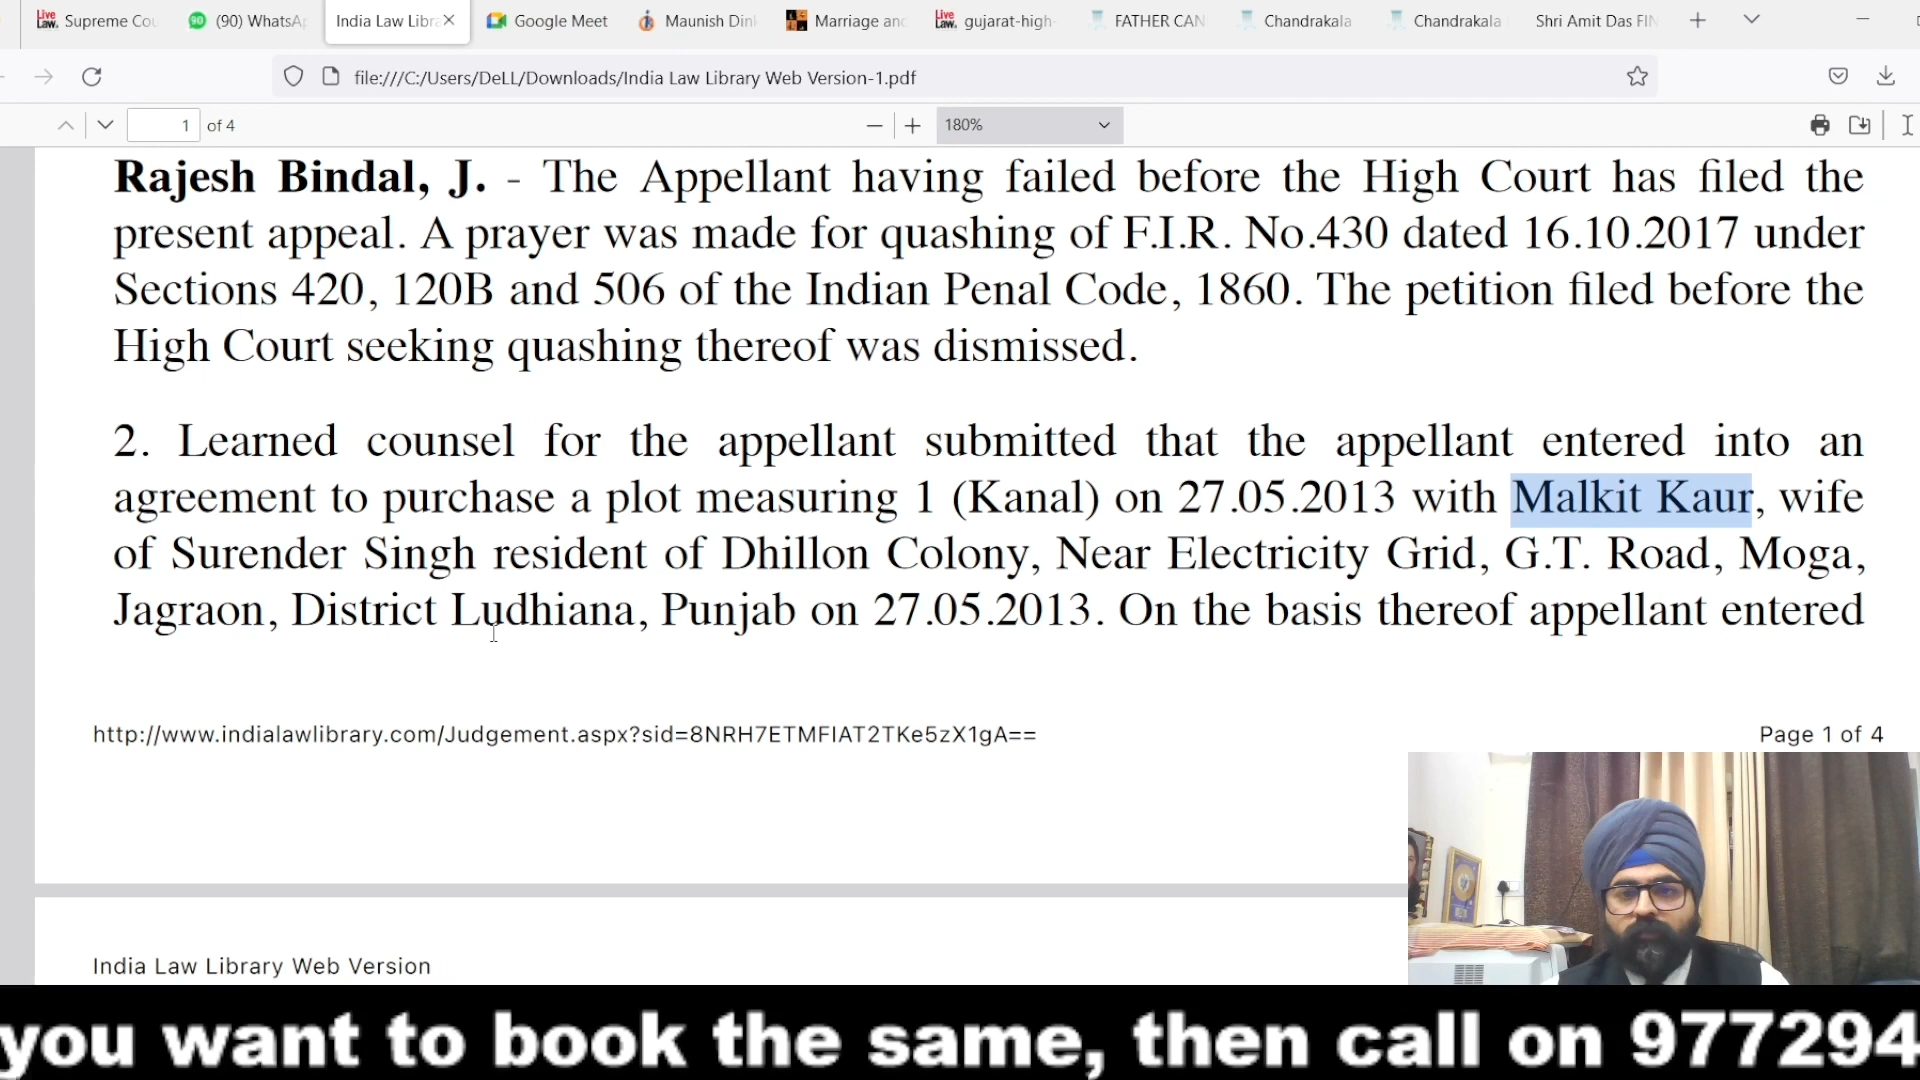 Supreme Cou
(90) WhatsA
India Law Libr
Google Meet
Maunish Din
Marriage and
gujarat-high-
FATHER CAN
Chandrakala
Chandrakala
Shri Amit Das FIN
file:///C:/Users/DeLL/Downloads/India Law Library Web Version-1.pdf
1 of 4
180%
Rajesh Bindal, J. - The Appellant having failed before the High Court has filed the
present appeal. A prayer was made for quashing of F.I.R. No.430 dated 16.10.2017 under
Sections 420, 120B and 506 of the Indian Penal Code, 1860. The petition filed before the
High Court seeking quashing thereof was dismissed.
2. Learned counsel for the appellant submitted that the appellant entered into an
agreement to purchase a plot measuring 1 (Kanal) on 27.05.2013 with Malkit Kaur, wife
of Surender Singh resident of Dhillon Colony, Near Electricity Grid, G.T. Road, Moga,
Jagraon, District Ludhiana, Punjab on 27.05.2013. On the basis thereof appellant entered
http://www.indialawlibrary.com/Judgement.aspx?sid=8NRH7ETMFIAT2TKe5zX1gA==
Page 1 of 4
India Law Library Web Version
you want to book the same, then call on 977294